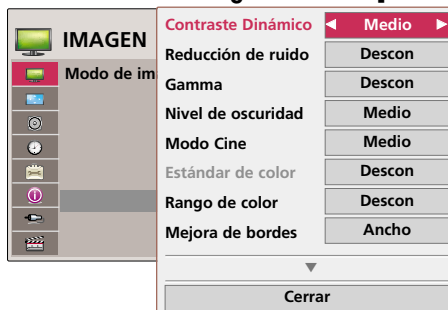 IMAGEN
Modo de im
Contraste Dinámico Medio
Reducción de ruido Descon
Gamma Descon
Nivel de oscuridad Medio
Modo Cine Medio
Estándar de color Descon
Rango de color Descon
Mejora de bordes Ancho
Cerrar